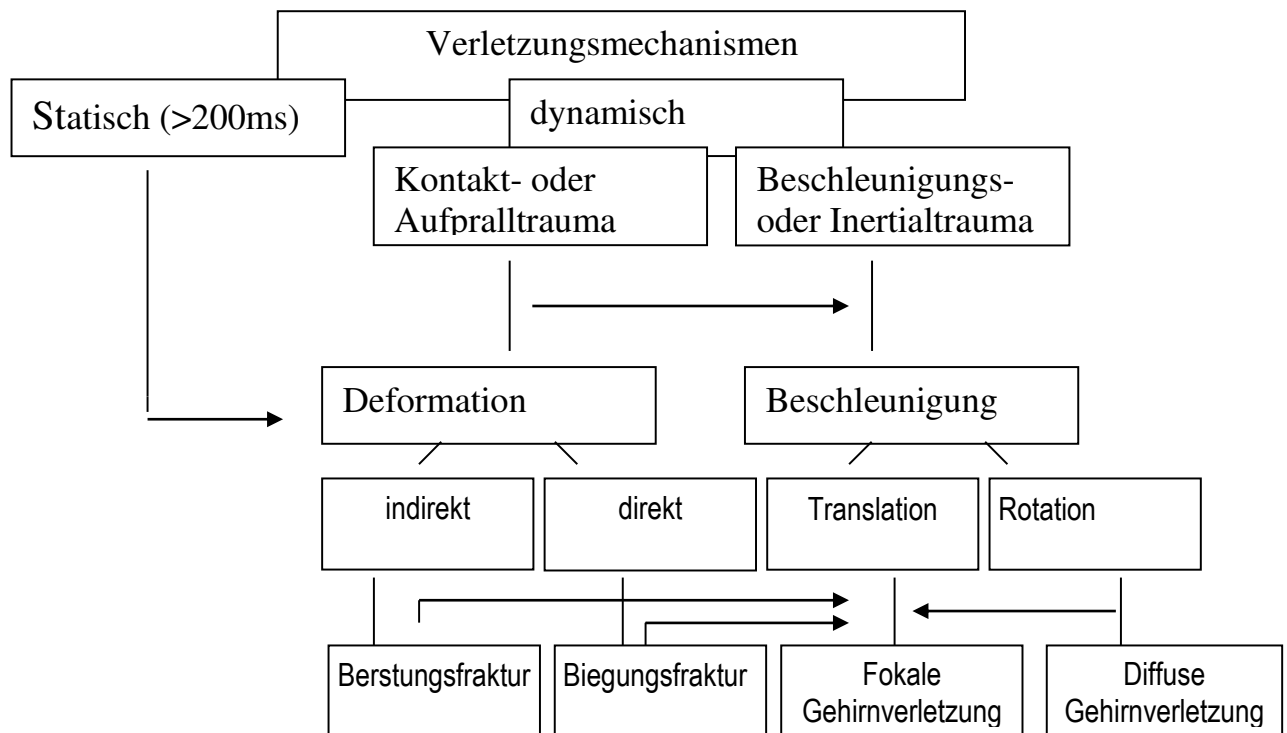 Verletzungsmechanismen
Statisch (>200ms)
dynamisch
Kontakt- oder
Aufpralltrauma
Beschleunigungs-
oder Inertialtrauma
Deformation
Beschleunigung
indirekt
direkt
Translation
Rotation
Berstungsfraktur
Biegungsfraktur
Fokale
Gehirnverletzung
Diffuse
Gehirnverletzung